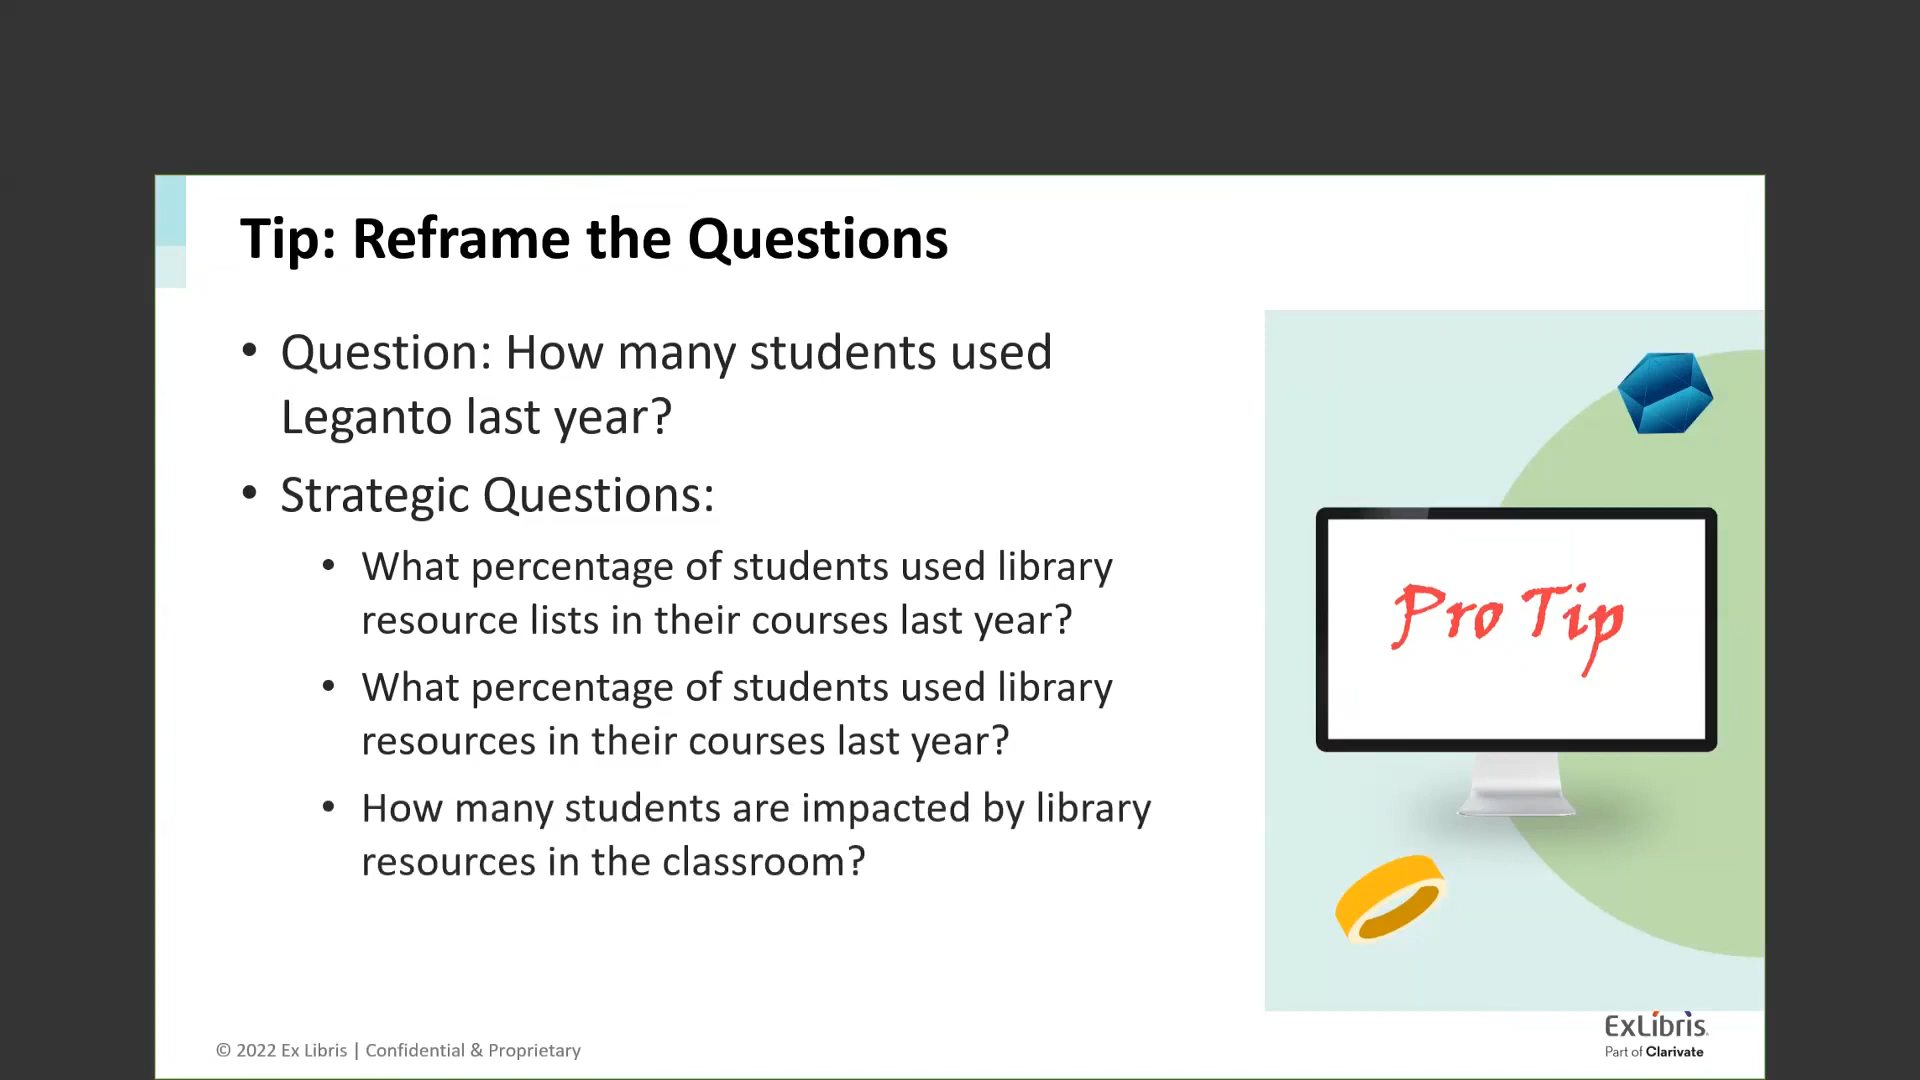 Tip: Reframe the Questions
• Question: How many students used
Leganto last year?
• Strategic Questions:
• What percentage of students used library
resource lists in their courses last year?
• What percentage of students used library
resources in their courses last year?
• How many students are impacted by library
resources in the classroom?
Pro Tip
© 2022 Ex Libris | Confidential & Proprietary
ExLibris
Part of Clarivate